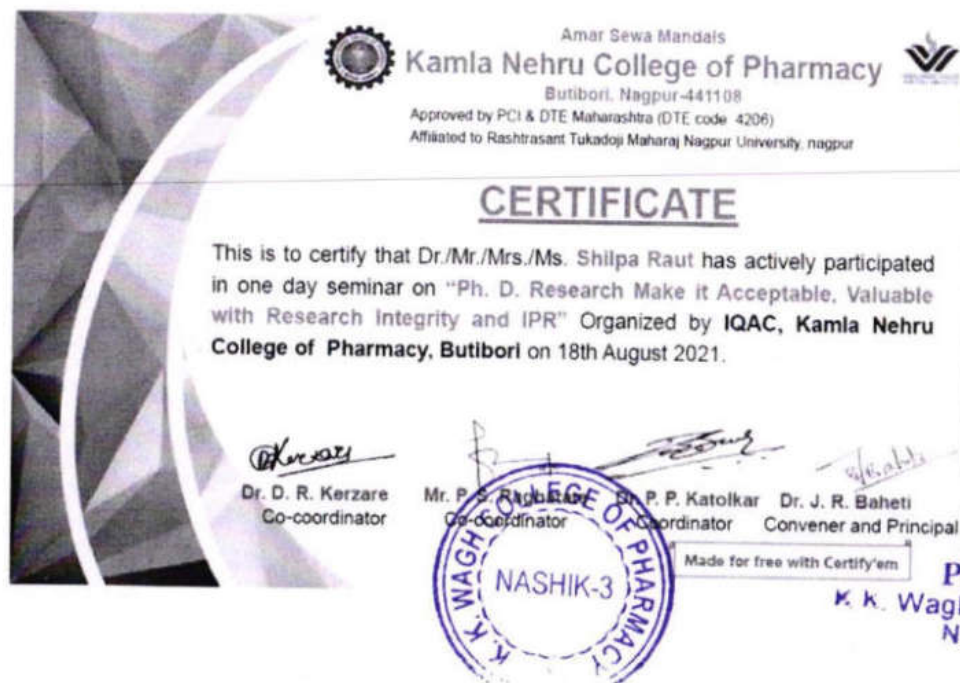 Amar Sewa Mandals
Kamla Nehru College of Pharmacy
Butibori, Nagpur-441108
Approved by PCI & DTE Maharashtra (DTE code 4206)
Affiliated to Rashtrasant Tukadoji Maharaj Nagpur University, nagpur
CERTIFICATE
This is to certify that Dr./Mr./Mrs./Ms. Shilpa Raut has actively participated
in one day seminar on "Ph. D. Research Make it Acceptable, Valuable
with Research Integrity and IPR" Organized by IQAC, Kamla Nehru
College of Pharmacy, Butibori on 18th August 2021.
Dr. D. R. Kerzare
Co-coordinator
Mr. P. S.
Co-coordinator
Dr. P. P. Katolkar
Coordinator
Dr. J. R. Baheti
Convener and Principal
Made for free with Certify'em
K. K. WAGH COLLEGE OF PHARMACY
NASHIK-3
P
K. K. Wag
N